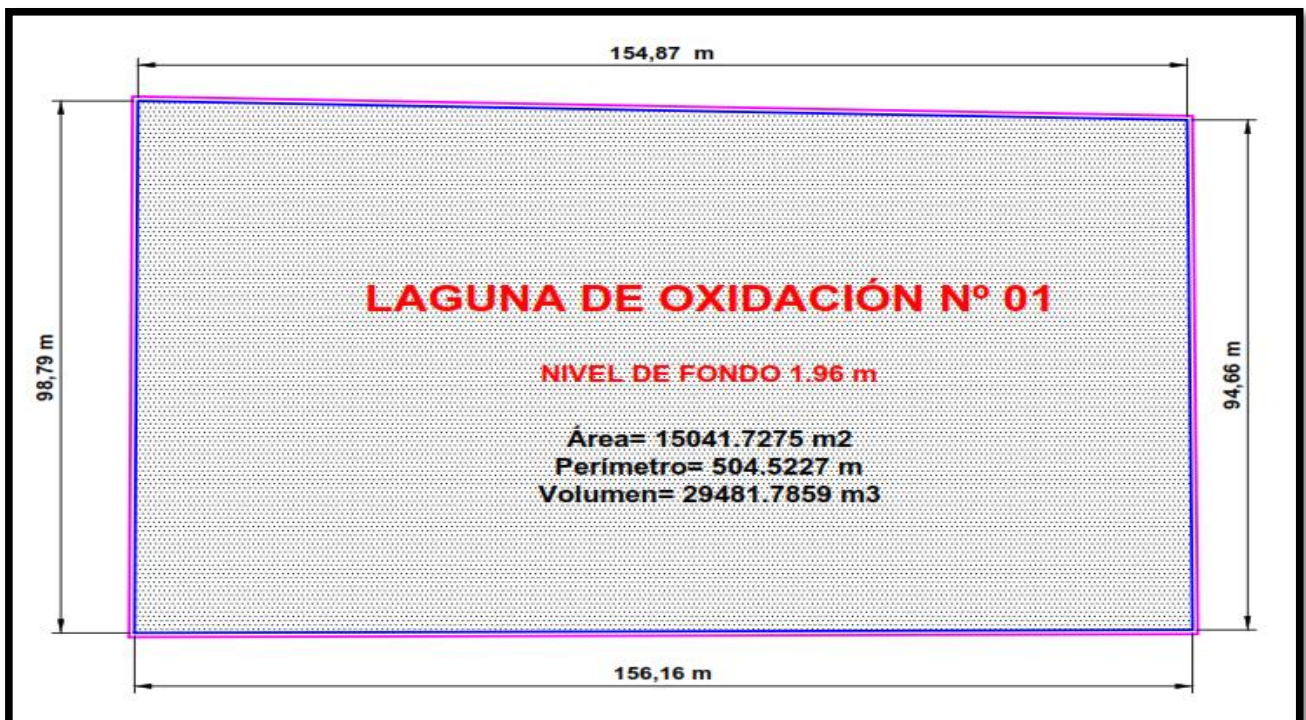 154,87 m
98,79 m
LAGUNA DE OXIDACIÓN Nº 01
NIVEL DE FONDO 1.96 m
94,66 m
Área= 15041.7275 m2
Perímetro= 504.5227 m
Volumen= 29481.7859 m3
156,16 m